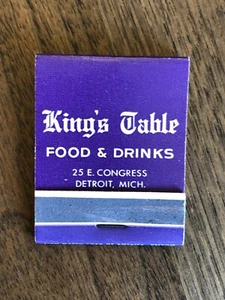 King's Table
FOOD & DRINKS
25 E. CONGRESS
DETROIT, MICH.